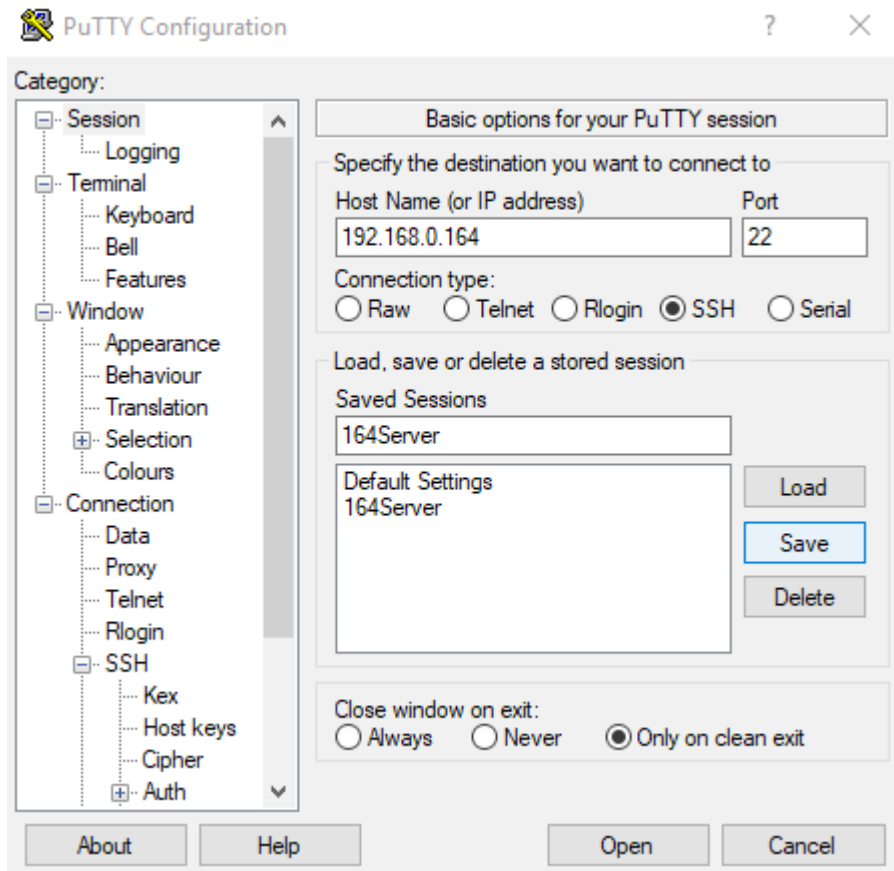 PuTTY Configuration
?
Category:
Session
Logging
Terminal
Keyboard
Bell
Features
Window
Appearance
Behaviour
Translation
Selection
Colours
Connection
Data
Proxy
Telnet
Rlogin
SSH
Kex
Host keys
Cipher
Auth
Basic options for your PuTTY session
Specify the destination you want to connect to
Host Name (or IP address) Port
192.168.0.164 22
Connection type:
Raw Telnet Rlogin SSH Serial
Load, save or delete a stored session
Saved Sessions
164Server
Default Settings
164Server
Load
Save
Delete
Close window on exit:
Always Never Only on clean exit
About Help Open Cancel